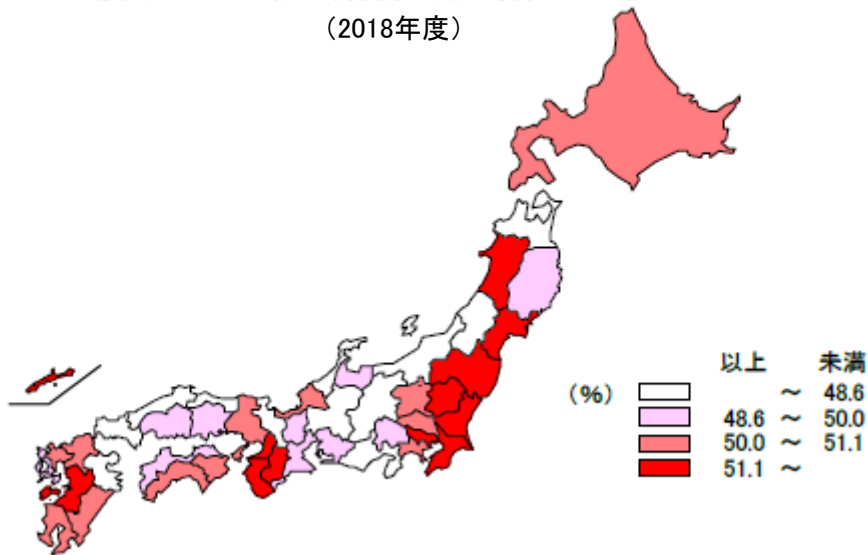 （2018年度）
以上 未満
（%） ～ 48.6
48.6 ～ 50.0
50.0 ～ 51.1
51.1 ～